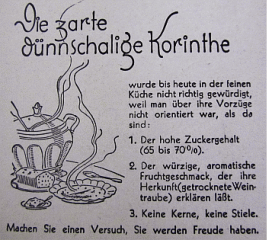 Die zarte
dünnschalige Korinthe
wurde bis heute in der feinen
Küche nicht richtig gewürdigt,
weil man über ihre Vorzüge
nicht orientiert war, als da
sind:
1. Der hohe Zuckergehalt
(65 bis 70%).
2. Der würzige, aromatische
Fruchtgeschmack, der ihre
Herkunft(getrocknete Wein-
traube) erklären läßt.
3. Keine Kerne, keine Stiele.
Machen Sie einen Versuch, Sie werden Freude haben.